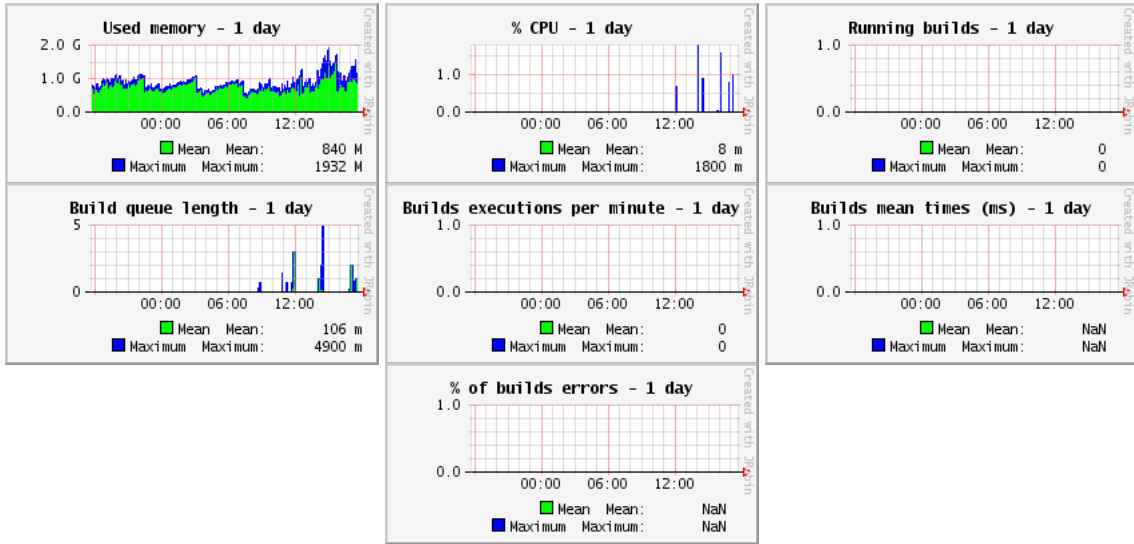 Used memory - 1 day
2.0 G
1.0 G
0.0
00:00 06:00 12:00
Mean Mean: 840 M
Maximum Maximum: 1932 M
Created with JRobin
% CPU - 1 day
1.0
0.0
00:00 06:00 12:00
Mean Mean: 8 m
Maximum Maximum: 1800 m
Created with JRobin
Running builds - 1 day
1.0
0.0
00:00 06:00 12:00
Mean Mean: 0
Maximum Maximum: 0
Created with JRobin
Build queue length - 1 day
5
0
00:00 06:00 12:00
Mean Mean: 106 m
Maximum Maximum: 4900 m
Created with JRobin
Builds executions per minute - 1 day
1.0
0.0
00:00 06:00 12:00
Mean Mean: 0
Maximum Maximum: 0
Created with JRobin
Builds mean times (ms) - 1 day
1.0
0.0
00:00 06:00 12:00
Mean Mean: NaN
Maximum Maximum: NaN
Created with JRobin
% of builds errors - 1 day
1.0
0.0
00:00 06:00 12:00
Mean Mean: NaN
Maximum Maximum: NaN
Created with JRobin